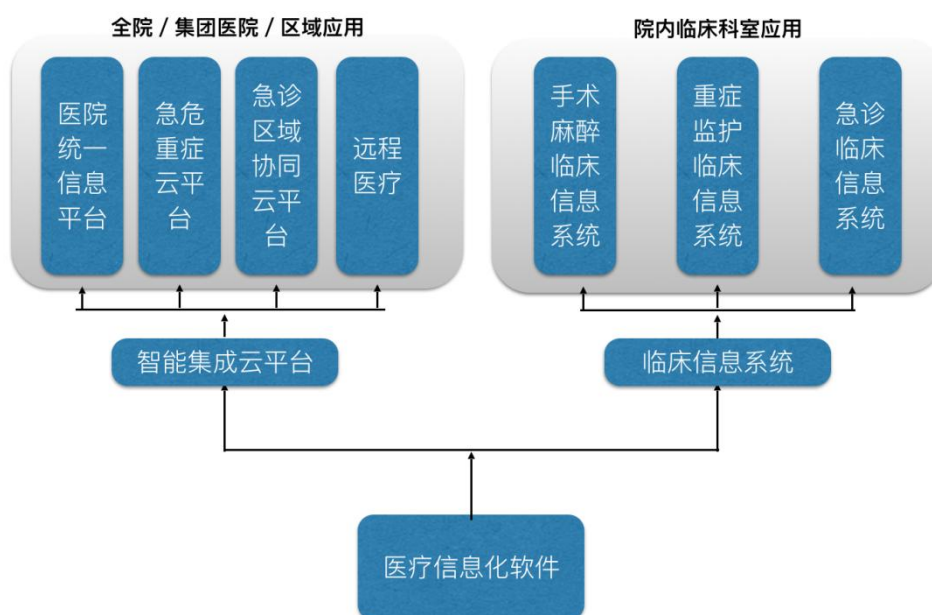 全院 / 集团医院 / 区域应用
医院
统一
信息
平台
急危
重症
云平
台
急诊
区域
协同
云平
台
远程
医疗
院内临床科室应用
手术
麻醉
临床
信息
系统
重症
监护
临床
信息
系统
急诊
临床
信息
系统
智能集成云平台
临床信息系统
医疗信息化软件